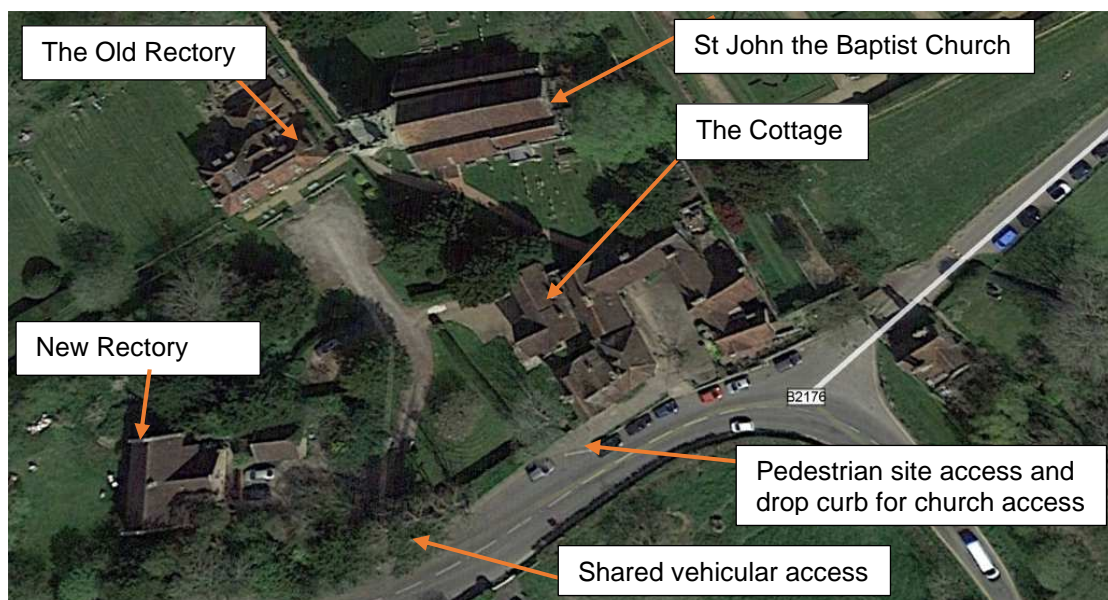 The Old Rectory
St John the Baptist Church
The Cottage
New Rectory
B2176
Pedestrian site access and
drop curb for church access
Shared vehicular access